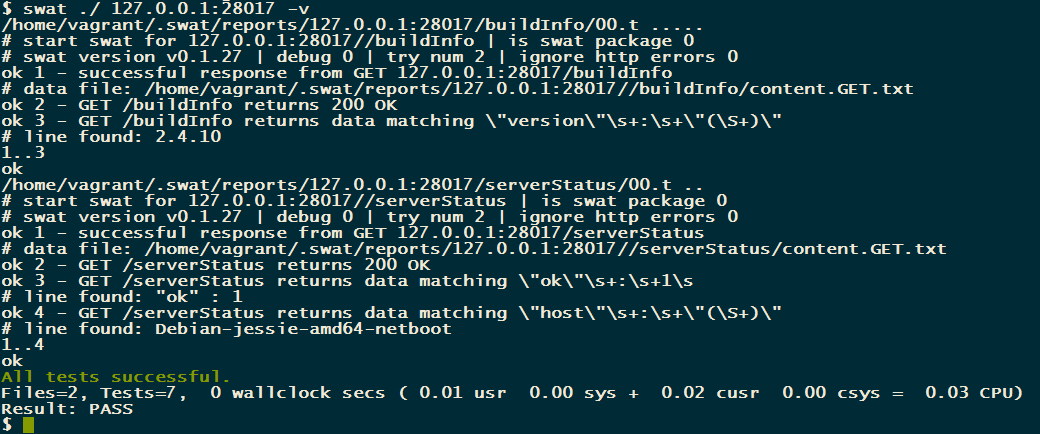 $ swat ./ 127.0.0.1:28017 -v
/home/vagrant/.swat/reports/127.0.0.1:28017/buildInfo/00.t .....
# start swat for 127.0.0.1:28017//buildInfo | is swat package 0
# swat version v0.1.27 | debug 0 | try num 2 | ignore http errors 0
ok 1 - successful response from GET 127.0.0.1:28017/buildInfo
# data file: /home/vagrant/.swat/reports/127.0.0.1:28017//buildInfo/content.GET.txt
ok 2 - GET /buildInfo returns 200 OK
ok 3 - GET /buildInfo returns data matching \"version\"\s+:\s+\"(\S+)\"
# line found: 2.4.10
1..3
ok
/home/vagrant/.swat/reports/127.0.0.1:28017/serverStatus/00.t ..
# start swat for 127.0.0.1:28017//serverStatus | is swat package 0
# swat version v0.1.27 | debug 0 | try num 2 | ignore http errors 0
ok 1 - successful response from GET 127.0.0.1:28017/serverStatus
# data file: /home/vagrant/.swat/reports/127.0.0.1:28017//serverStatus/content.GET.txt
ok 2 - GET /serverStatus returns 200 OK
ok 3 - GET /serverStatus returns data matching \"ok\"\s+:\s+1\s
# line found: "ok" : 1
ok 4 - GET /serverStatus returns data matching \"host\"\s+:\s+\"(\S+)\"
# line found: Debian-jessie-amd64-netboot
1..4
ok
All tests successful.
Files=2, Tests=7,  0 wallclock secs ( 0.01 usr  0.00 sys +  0.02 cusr  0.00 csys =  0.03 CPU)
Result: PASS
$